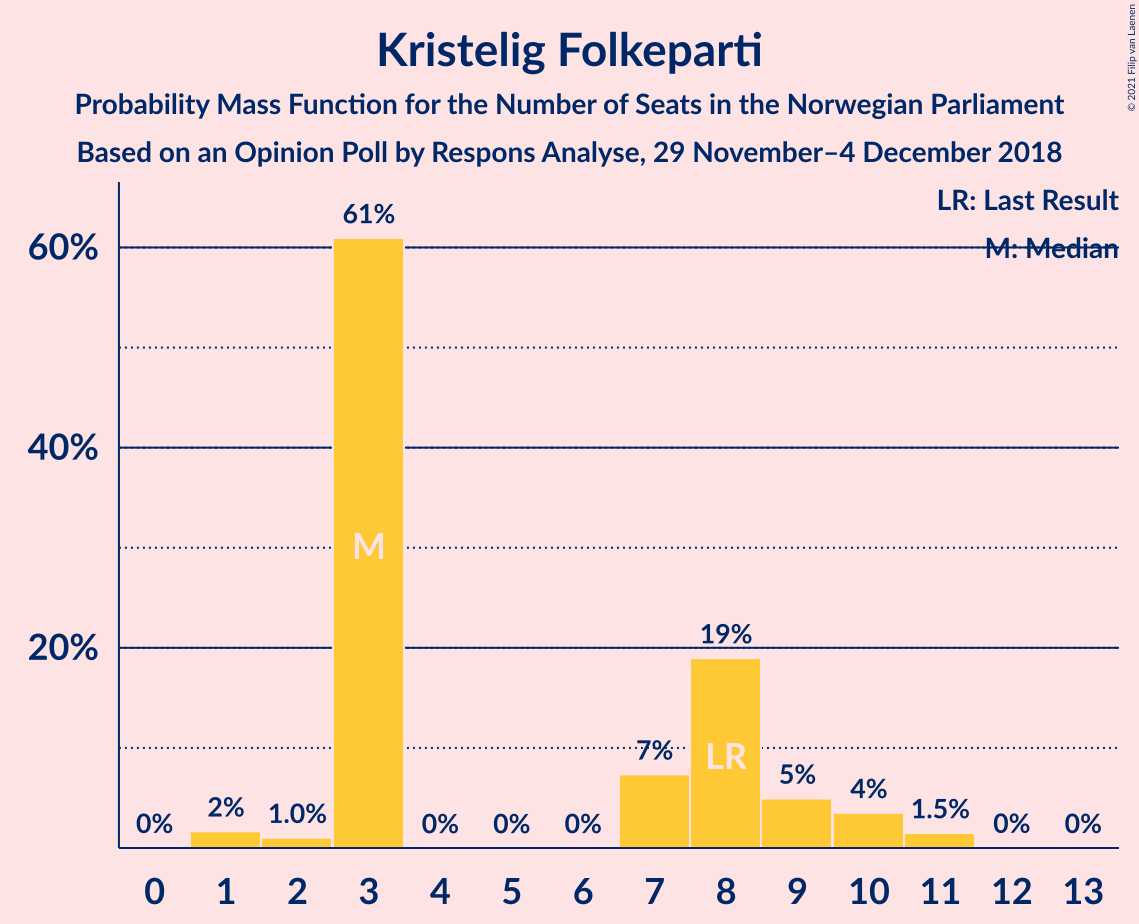 Kristelig Folkeparti
Probability Mass Function for the Number of Seats in the Norwegian Parliament
Based on an Opinion Poll by Respons Analyse, 29 November–4 December 2018
© 2021 Filip van Laenen
LR: Last Result
M: Median
61%
60%
40%
M
20%
19%
LR
7%
5%
4%
0%
2%
1.0%
0%
0%
0%
1.5%
0%
0%
0 1 2 3 4 5 6 7 8 9 10 11 12 13